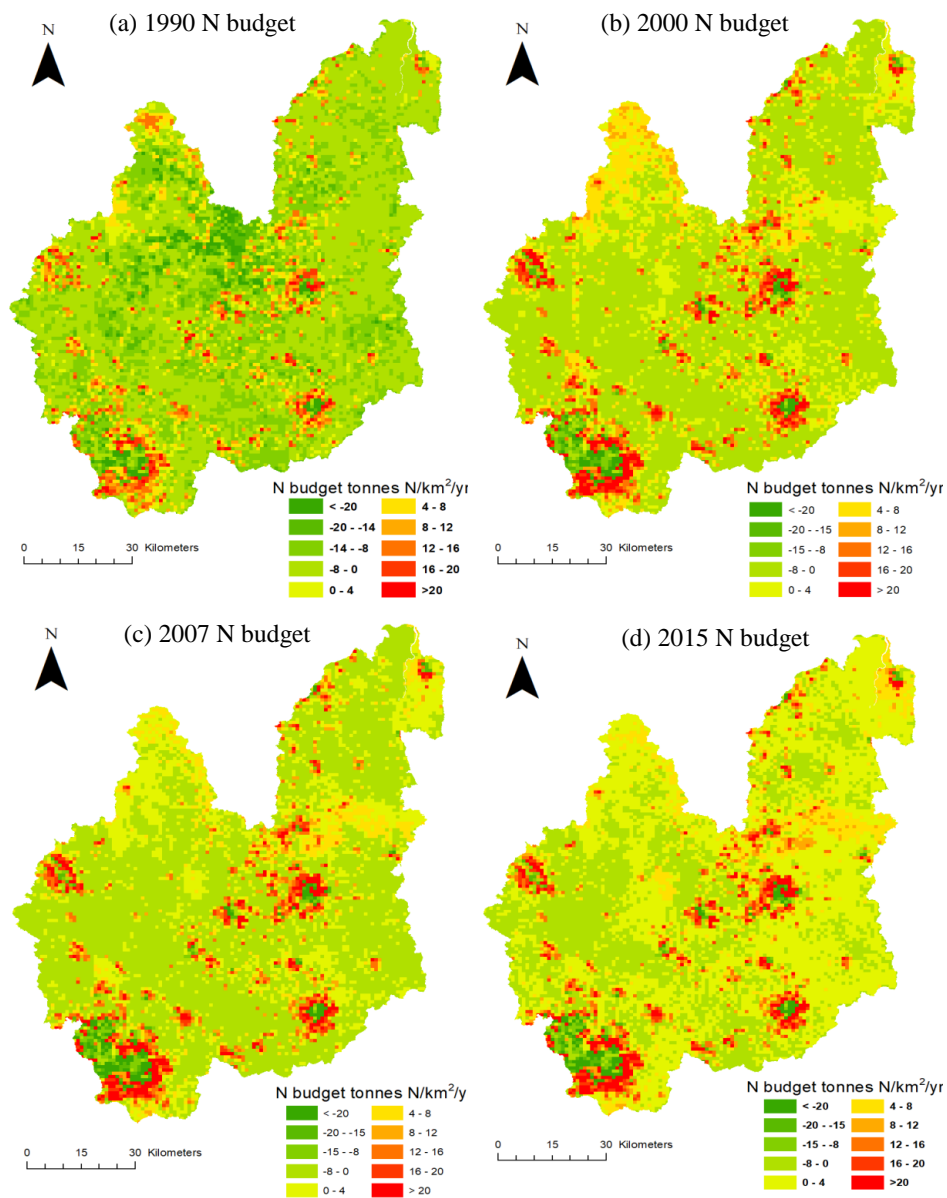 (a) 1990 N budget
N
N budget tonnes N/km²/yr
< -20
-20 - -14
-14 - -8
-8 - 0
0 - 4
4 - 8
8 - 12
12 - 16
16 - 20
>20
0 15 30 Kilometers
(b) 2000 N budget
N
N budget tonnes N/km²/yr
< -20
-20 - -15
-15 - -8
-8 - 0
0 - 4
4 - 8
8 - 12
12 - 16
16 - 20
> 20
0 15 30 Kilometers
(c) 2007 N budget
N
N budget tonnes N/km²/y
< -20
-20 - -15
-15 - -8
-8 - 0
0 - 4
4 - 8
8 - 12
12 - 16
16 - 20
> 20
0 15 30 Kilometers
(d) 2015 N budget
N
N budget tonnes N/km²/yr
< -20
-20 - -15
-15 - -8
-8 - 0
0 - 4
4 - 8
8 - 12
12 - 16
16 - 20
>20
0 15 30 Kilometers